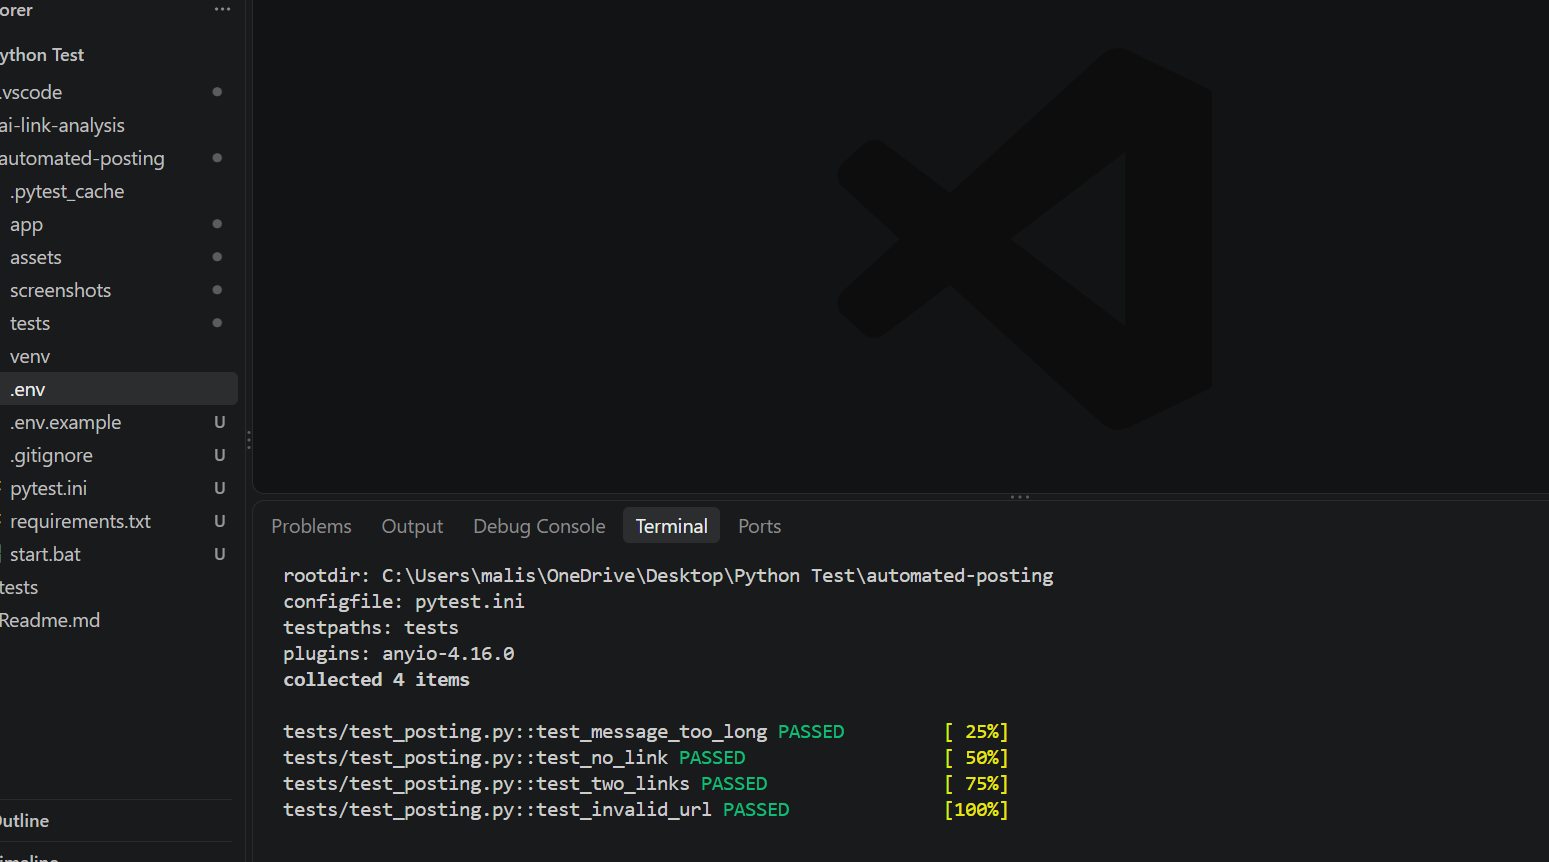 orer
ython Test
.vscode
ai-link-analysis
automated-posting
.pytest_cache
app
assets
screenshots
tests
venv
.env
.env.example U
.gitignore U
pytest.ini U
requirements.txt U
start.bat U
tests
Readme.md
Outline
Timeline
Problems Output Debug Console Terminal Ports
rootdir: C:\Users\malis\OneDrive\Desktop\Python Test\automated-posting
configfile: pytest.ini
testpaths: tests
plugins: anyio-4.16.0
collected 4 items
tests/test_posting.py::test_message_too_long PASSED [ 25%]
tests/test_posting.py::test_no_link PASSED [ 50%]
tests/test_posting.py::test_two_links PASSED [ 75%]
tests/test_posting.py::test_invalid_url PASSED [100%]